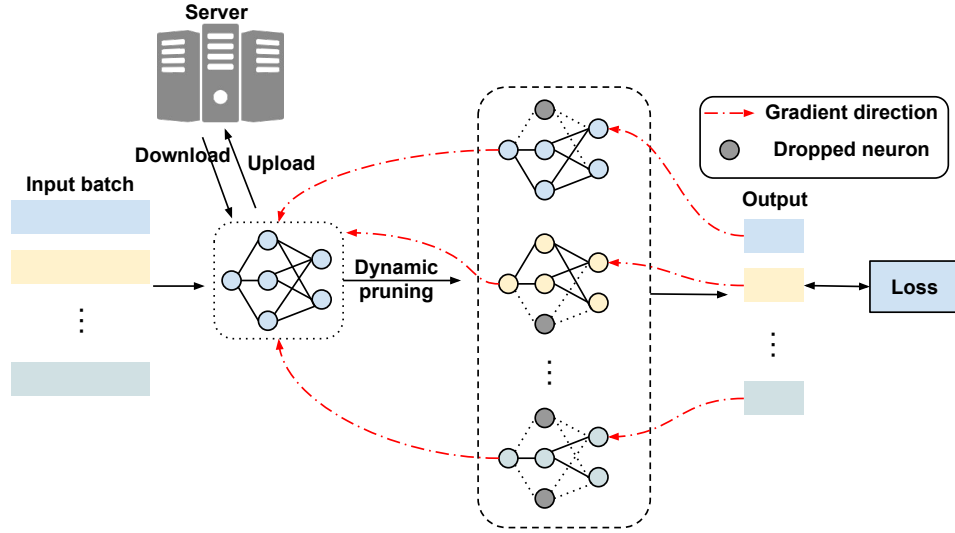 Server
Download
Upload
Input batch
Dynamic
pruning
Gradient direction
Dropped neuron
Output
Loss